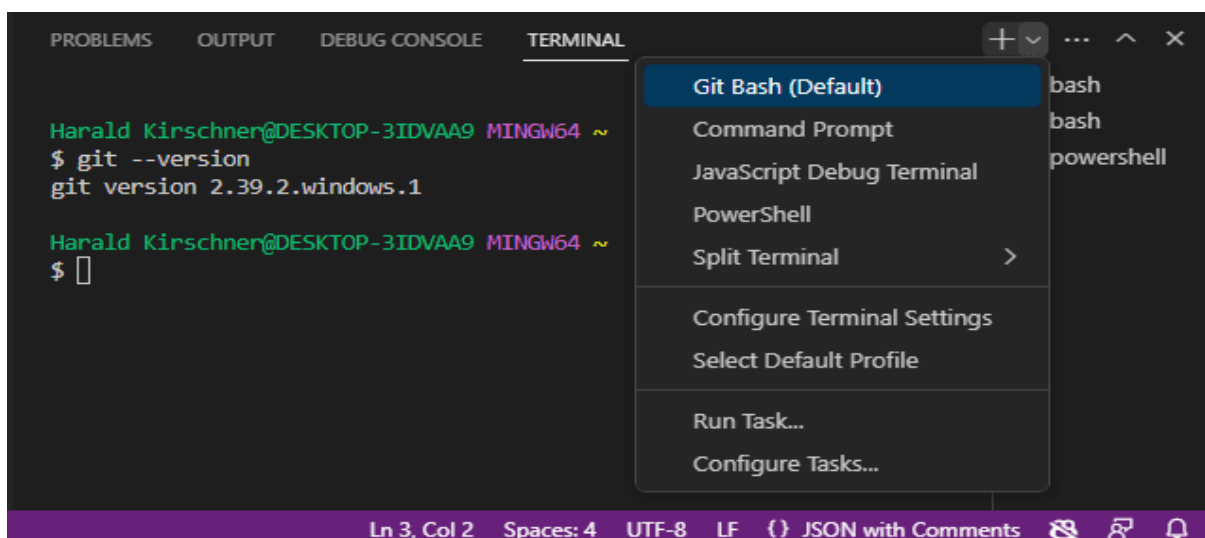 PROBLEMS OUTPUT DEBUG CONSOLE TERMINAL
Harald Kirschner@DESKTOP-3IDVAA9 MINGW64 ~
$ git --version
git version 2.39.2.windows.1
Harald Kirschner@DESKTOP-3IDVAA9 MINGW64 ~
$
Git Bash (Default)
Command Prompt
JavaScript Debug Terminal
PowerShell
Split Terminal >
Configure Terminal Settings
Select Default Profile
Run Task...
Configure Tasks...
bash
bash
powershell
Ln 3, Col 2 Spaces: 4 UTF-8 LF {} JSON with Comments